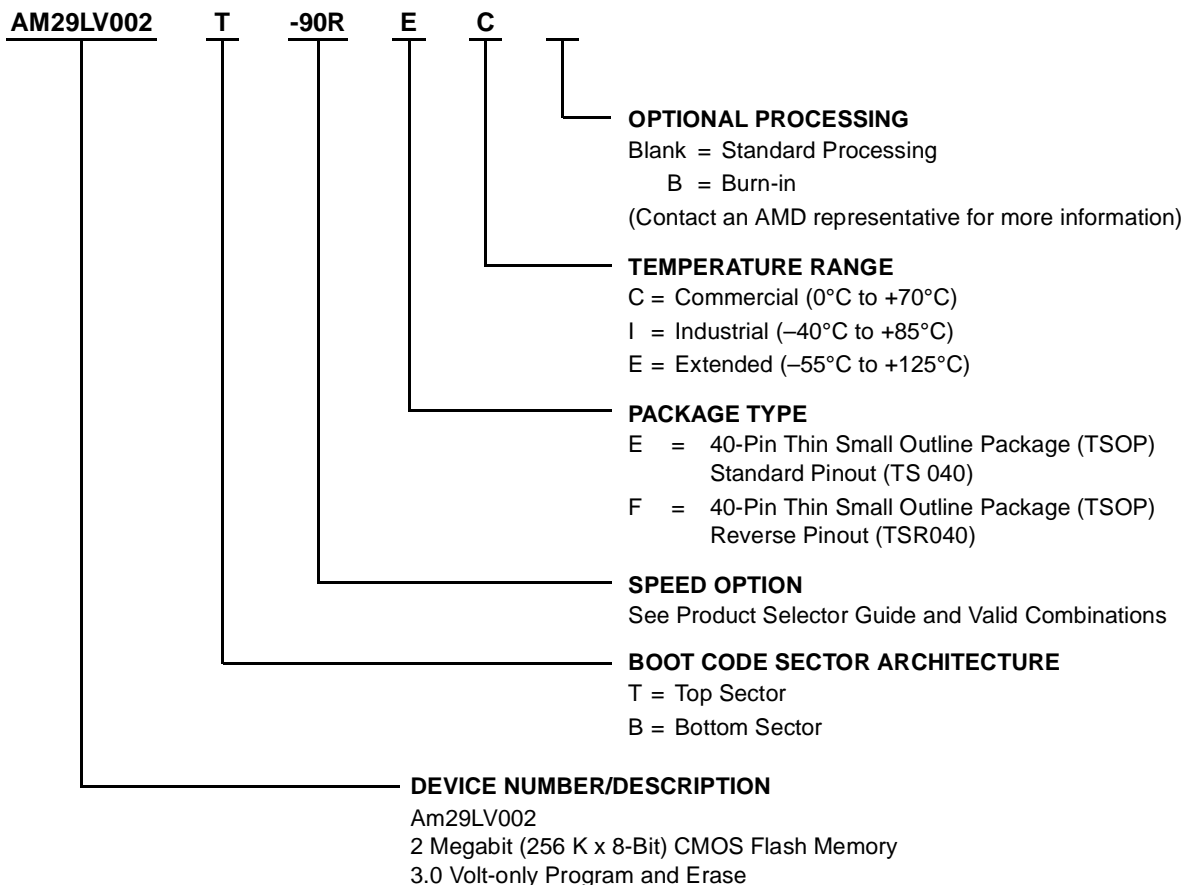 AM29LV002 T -90R E C
OPTIONAL PROCESSING
Blank = Standard Processing
B = Burn-in
(Contact an AMD representative for more information)
TEMPERATURE RANGE
C = Commercial (0°C to +70°C)
I = Industrial (–40°C to +85°C)
E = Extended (–55°C to +125°C)
PACKAGE TYPE
E = 40-Pin Thin Small Outline Package (TSOP)
Standard Pinout (TS 040)
F = 40-Pin Thin Small Outline Package (TSOP)
Reverse Pinout (TSR040)
SPEED OPTION
See Product Selector Guide and Valid Combinations
BOOT CODE SECTOR ARCHITECTURE
T = Top Sector
B = Bottom Sector
DEVICE NUMBER/DESCRIPTION
Am29LV002
2 Megabit (256 K x 8-Bit) CMOS Flash Memory
3.0 Volt-only Program and Erase